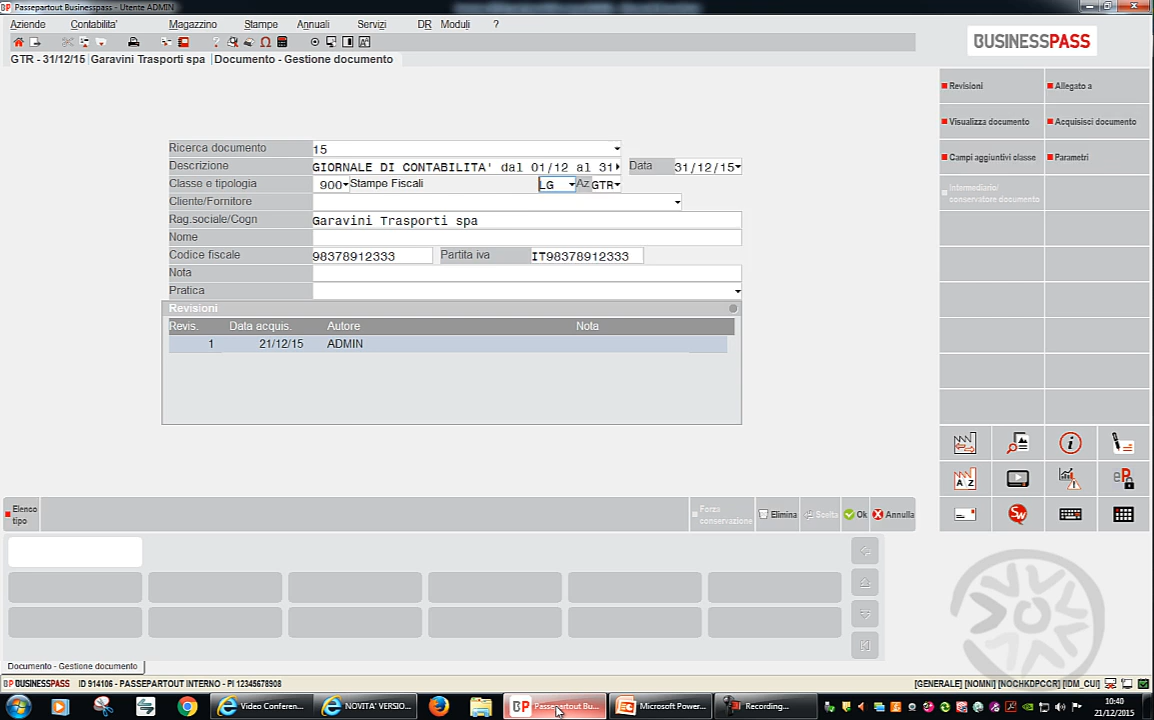 Passepartout Businesspass - Utente ADMIN
Aziende Contabilita' Magazzino Stampe Annuali Servizi DR Moduli ?
BUSINESSPASS
GTR - 31/12/15 Garavini Trasporti spa Documento - Gestione documento
Revisioni Allegato a
Visualizza documento Acquisisci documento
Campi aggiuntivi classe Parametri
Intermediario/
conservatore documento
Ricerca documento 15
Descrizione GIORNALE DI CONTABILITA' dal 01/12 al 31 Data 31/12/15
Classe e tipologia 900 Stampe Fiscali LG Az GTR
Cliente/Fornitore
Rag.sociale/Cogn Garavini Trasporti spa
Nome
Codice fiscale 98378912333 Partita iva IT98378912333
Nota
Pratica
Revisioni
Revis. Data acquis. Autore Nota
1 21/12/15 ADMIN
Elenco
tipo
Forza
conservazione
Elimina Scelta Ok Annulla
Documento - Gestione documento
BUSINESSPASS ID 914106 - PASSEPARTOUT INTERNO - PI 12345678908 [GENERALE] [NOMNI] [NOCHKDPCCR] [IDM_CUI]
Video Conferen... NOVITA' VERSIO... Passepartout Bu... Microsoft Power... Recording...
10:40
21/12/2015